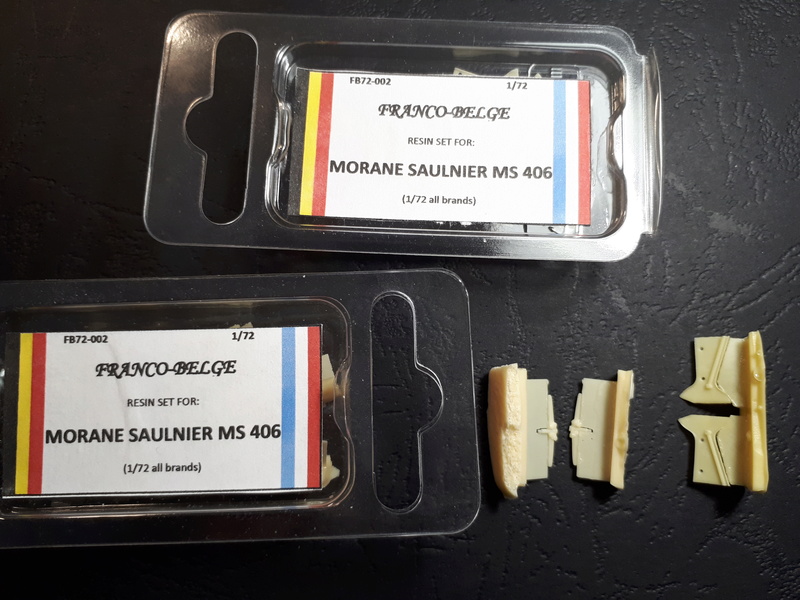 FB72-002 1/72
FRANCO-BELGE
RESIN SET FOR:
MORANE SAULNIER MS 406
(1/72 all brands)
FB72-002 1/72
FRANCO-BELGE
RESIN SET FOR:
MORANE SAULNIER MS 406
(1/72 all brands)